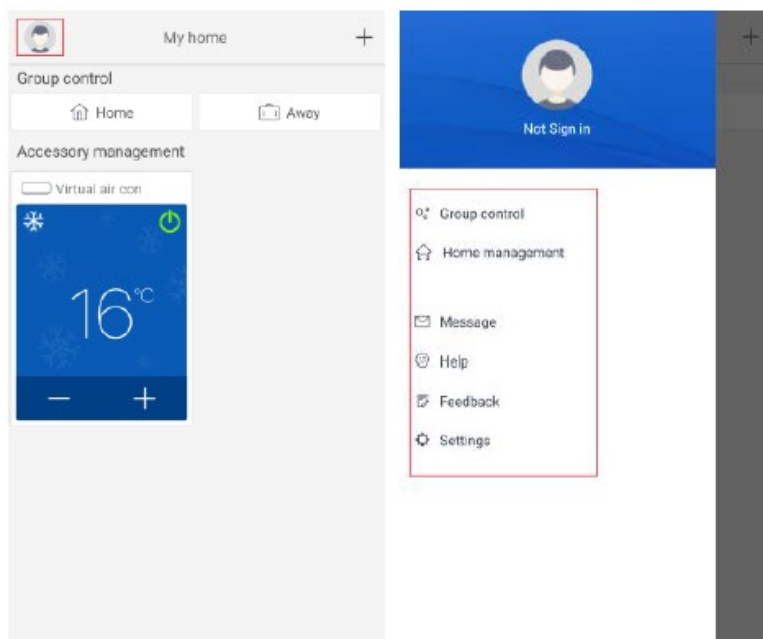 My home
+
Group control
Home
Away
Accessory management
Virtual air con
16°C
— +
Not Sign in
Group control
Home management
Message
Help
Feedback
Settings
+